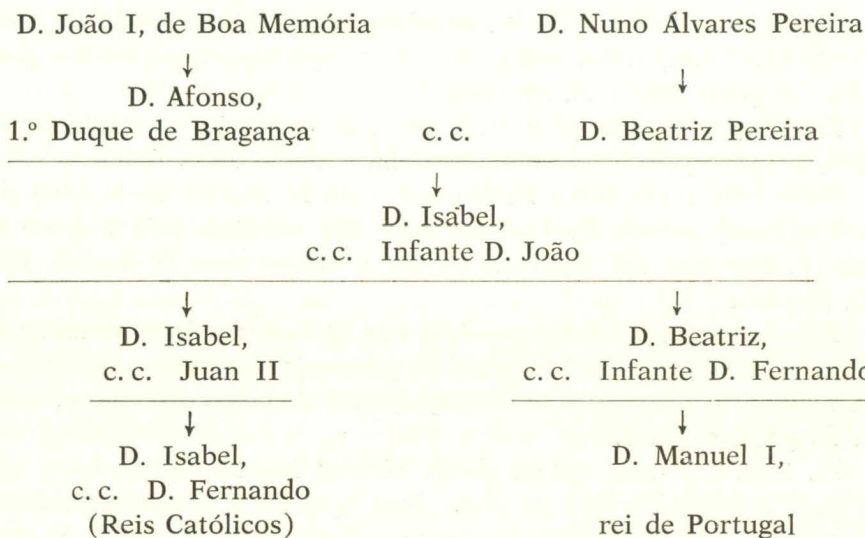 D. João I, de Boa Memória D. Nuno Álvares Pereira
D. Afonso,
1.º Duque de Bragança c. c. D. Beatriz Pereira
D. Isabel,
c. c. Infante D. João
D. Isabel, D. Beatriz,
c. c. Juan II c. c. Infante D. Fernando
D. Isabel, D. Manuel I,
c. c. D. Fernando
(Reis Católicos) rei de Portugal